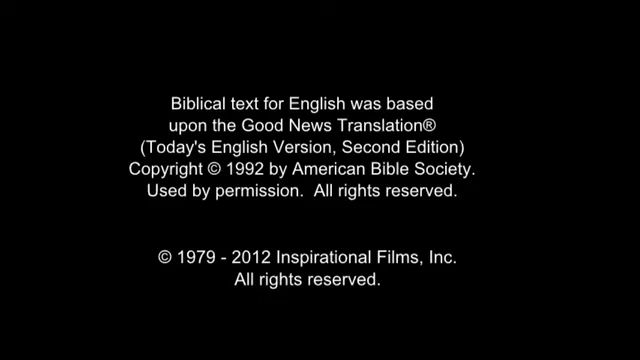 Biblical text for English was based
upon the Good News Translation®
(Today's English Version, Second Edition)
Copyright © 1992 by American Bible Society.
Used by permission.  All rights reserved.
© 1979 - 2012 Inspirational Films, Inc.
All rights reserved.